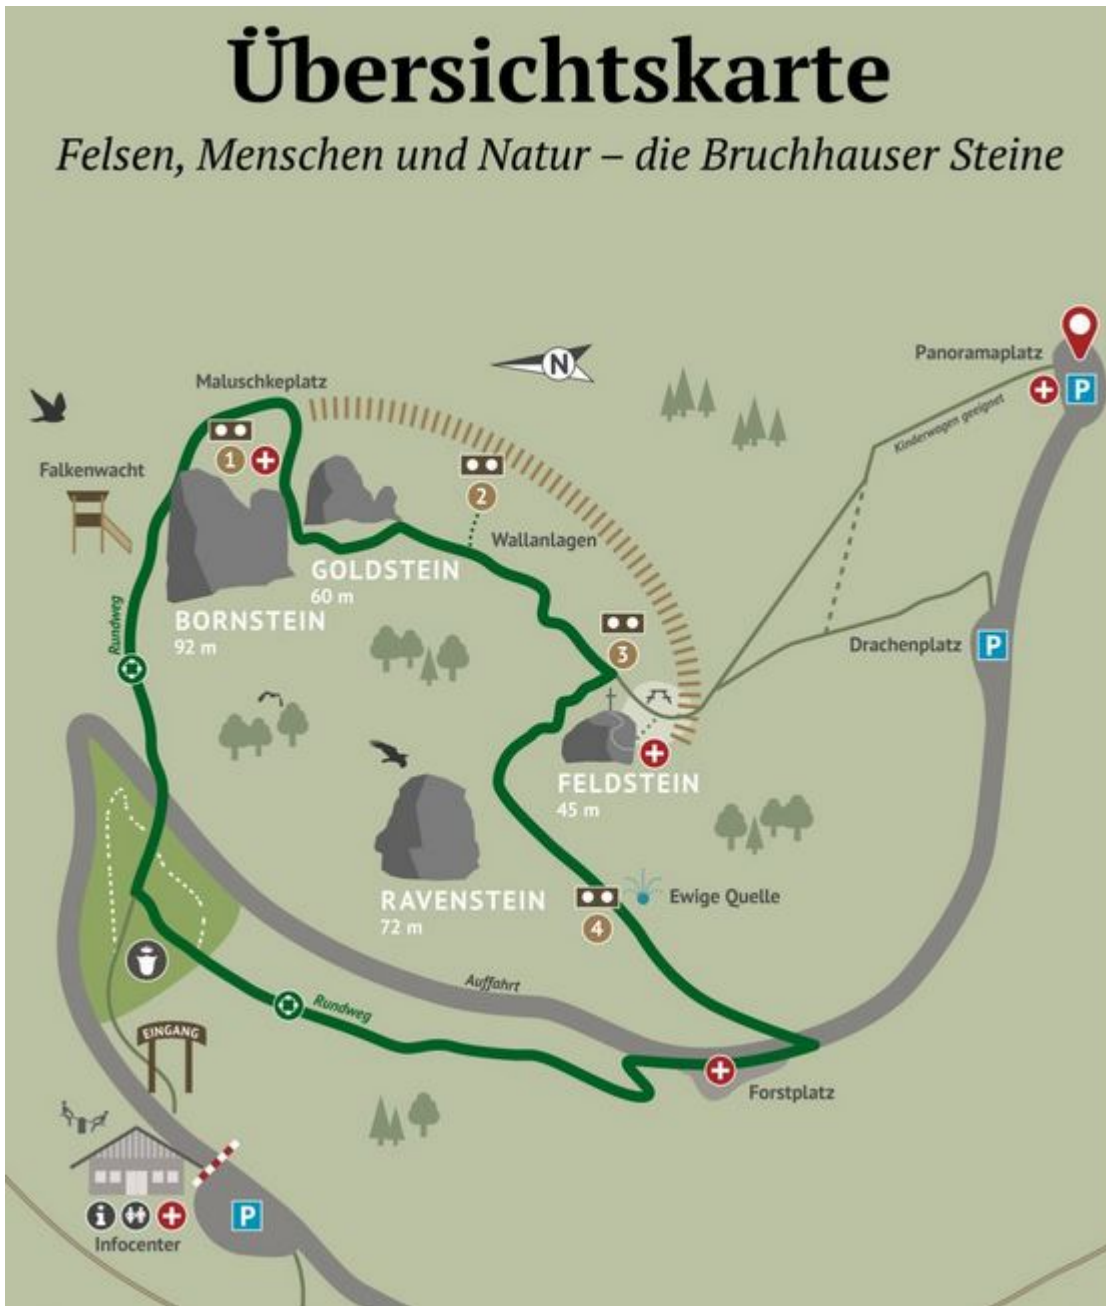 Übersichtskarte
Felsen, Menschen und Natur – die Bruchhauser Steine
Panoramaplatz
N
P
Maluschkeplatz
Kinderwagen geeignet
1
Falkenwacht
2
Wallanlagen
GOLDSTEIN
60 m
BORNSTEIN
92 m
Rundweg
3
Drachenplatz
P
FELDSTEIN
45 m
RAVENSTEIN
72 m
Ewige Quelle
4
Auffahrt
Rundweg
EINGANG
Forstplatz
P
i
Infocenter